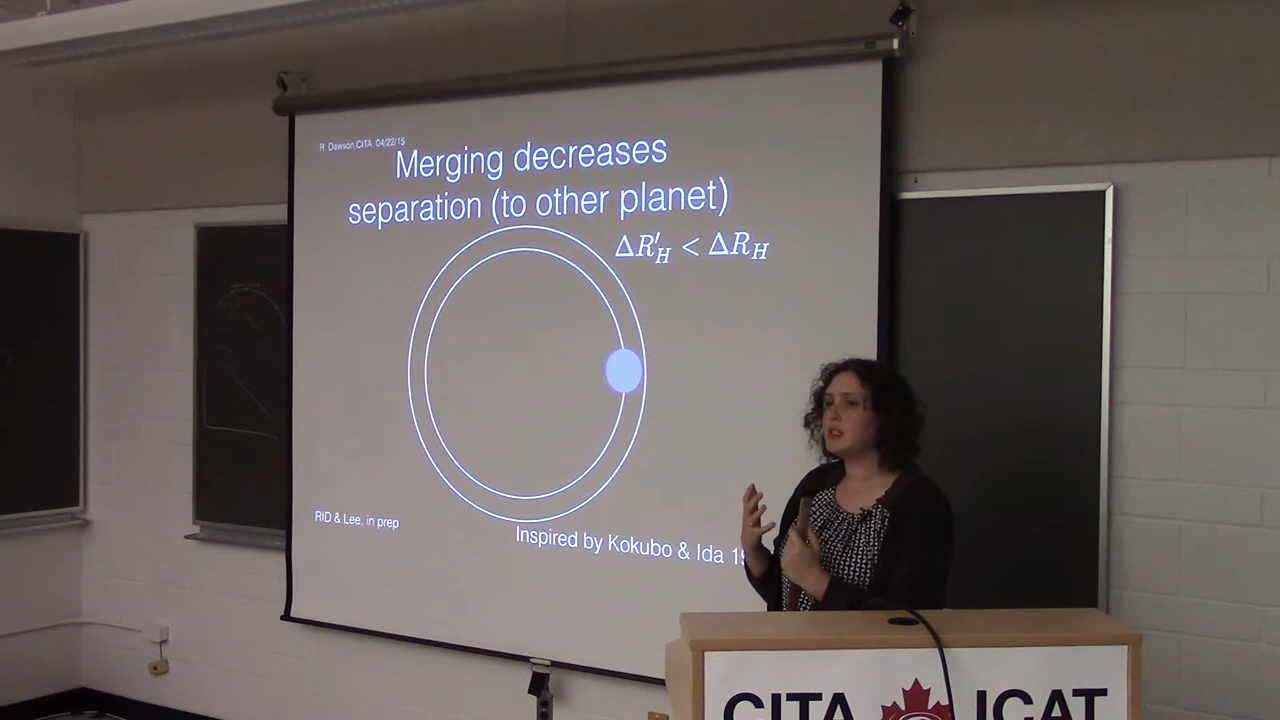 R. Dawson, CITA, 04/22/15
Merging decreases
separation (to other planet)
ΔR′_H < ΔR_H
RID & Lee, in prep
Inspired by Kokubo & Ida
CITA ICAT